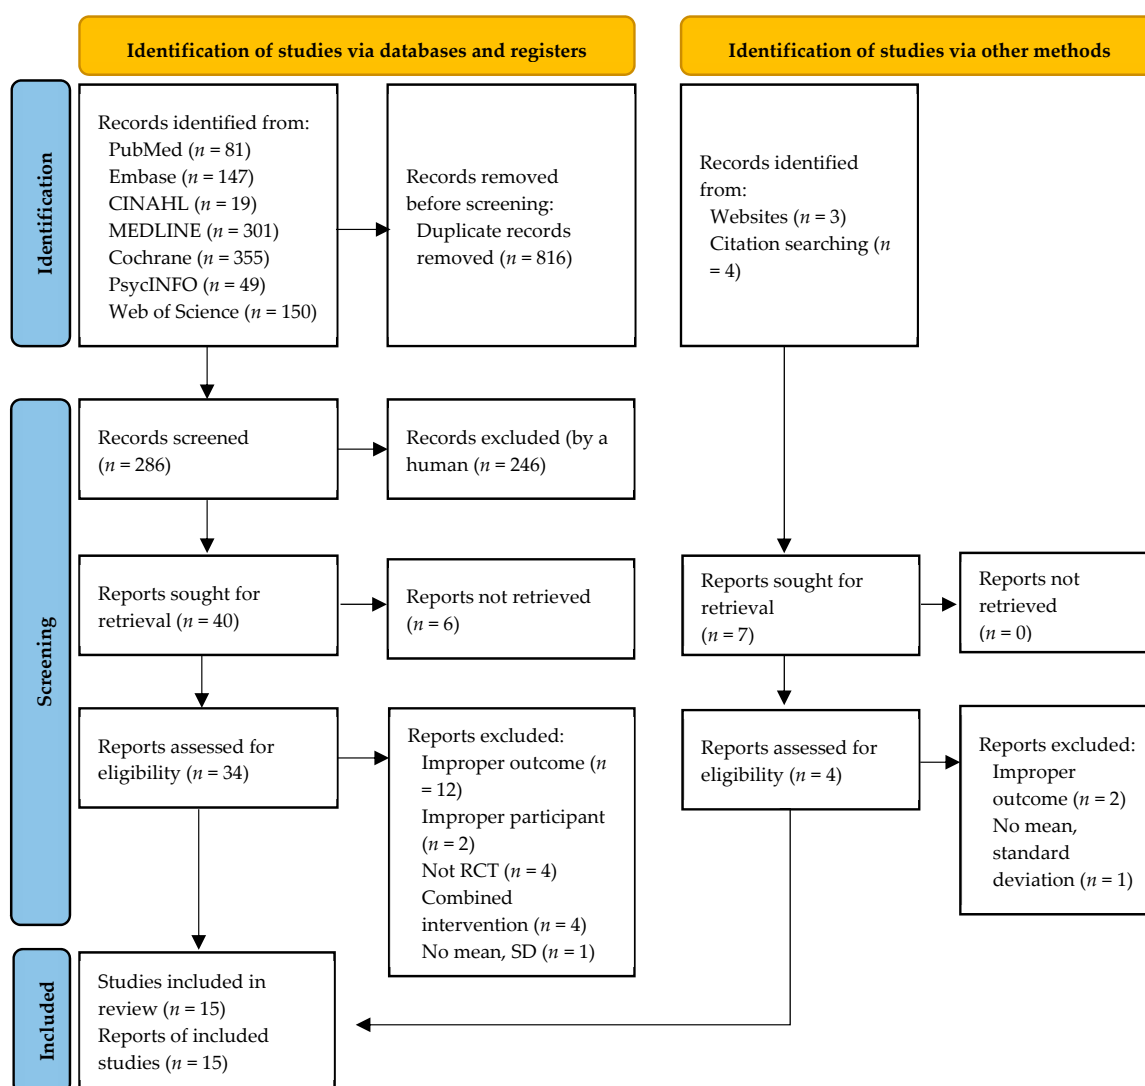 Identification of studies via databases and registers
Identification of studies via other methods
Identification
Records identified from:
PubMed (n = 81)
Embase (n = 147)
CINAHL (n = 19)
MEDLINE (n = 301)
Cochrane (n = 355)
PsycINFO (n = 49)
Web of Science (n = 150)
Records removed
before screening:
Duplicate records
removed (n = 816)
Records identified
from:
Websites (n = 3)
Citation searching (n
= 4)
Screening
Records screened
(n = 286)
Records excluded (by a
human (n = 246)
Reports sought for
retrieval (n = 40)
Reports not retrieved
(n = 6)
Reports sought for
retrieval
(n = 7)
Reports not
retrieved
(n = 0)
Reports assessed for
eligibility (n = 34)
Reports excluded:
Improper outcome (n
= 12)
Improper participant
(n = 2)
Not RCT (n = 4)
Combined
intervention (n = 4)
No mean, SD (n = 1)
Reports assessed for
eligibility (n = 4)
Reports excluded:
Improper
outcome (n = 2)
No mean,
standard
deviation (n = 1)
Included
Studies included in
review (n = 15)
Reports of included
studies (n = 15)